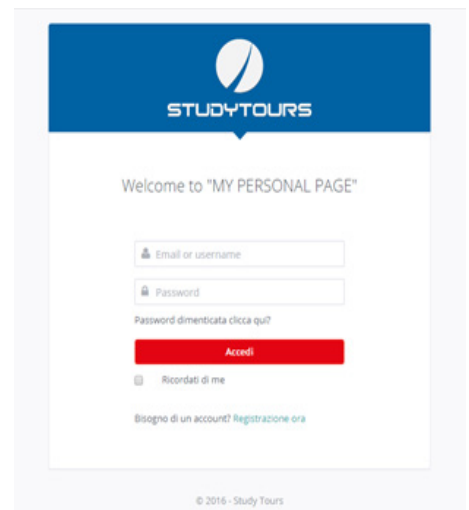 STUDYTOURS
Welcome to "MY PERSONAL PAGE"
Email or username
Password
Password dimenticata clicca qui?
Accedi
Ricordati di me
Bisogno di un account? Registrazione ora
© 2016 - Study Tours